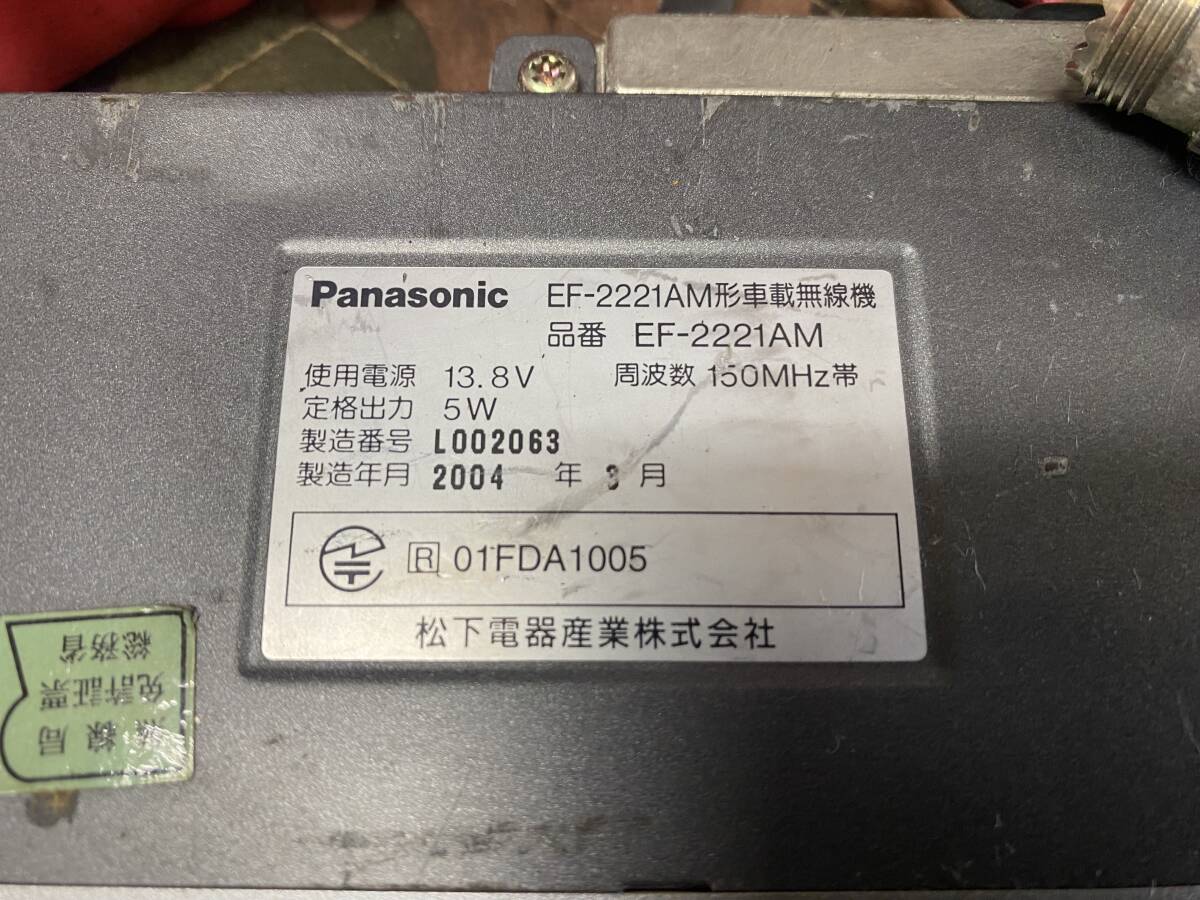 Panasonic EF-2221AM形車載無線機
品番 EF-2221AM
使用電源 13.8V 周波数 150MHz帯
定格出力 5W
製造番号 L002063
製造年月 2004 年 3 月
R 01FDA1005
松下電器産業株式会社
無線局
免許証票
総務省